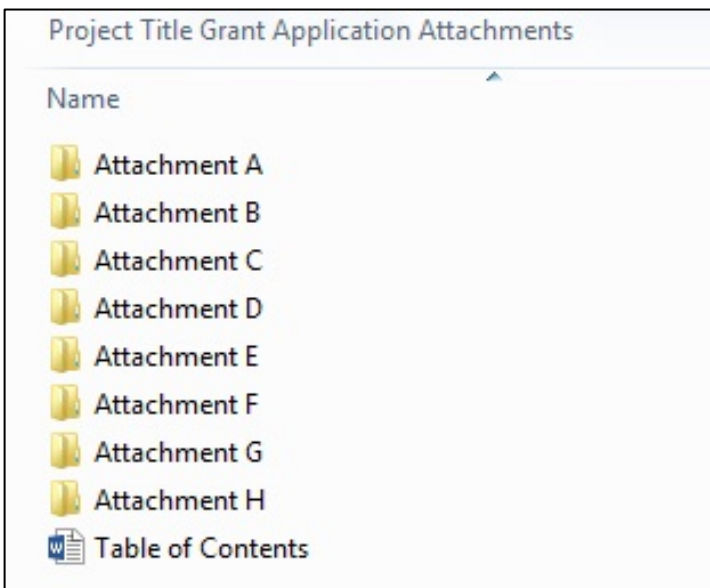 Project Title Grant Application Attachments
Name
Attachment A
Attachment B
Attachment C
Attachment D
Attachment E
Attachment F
Attachment G
Attachment H
Table of Contents